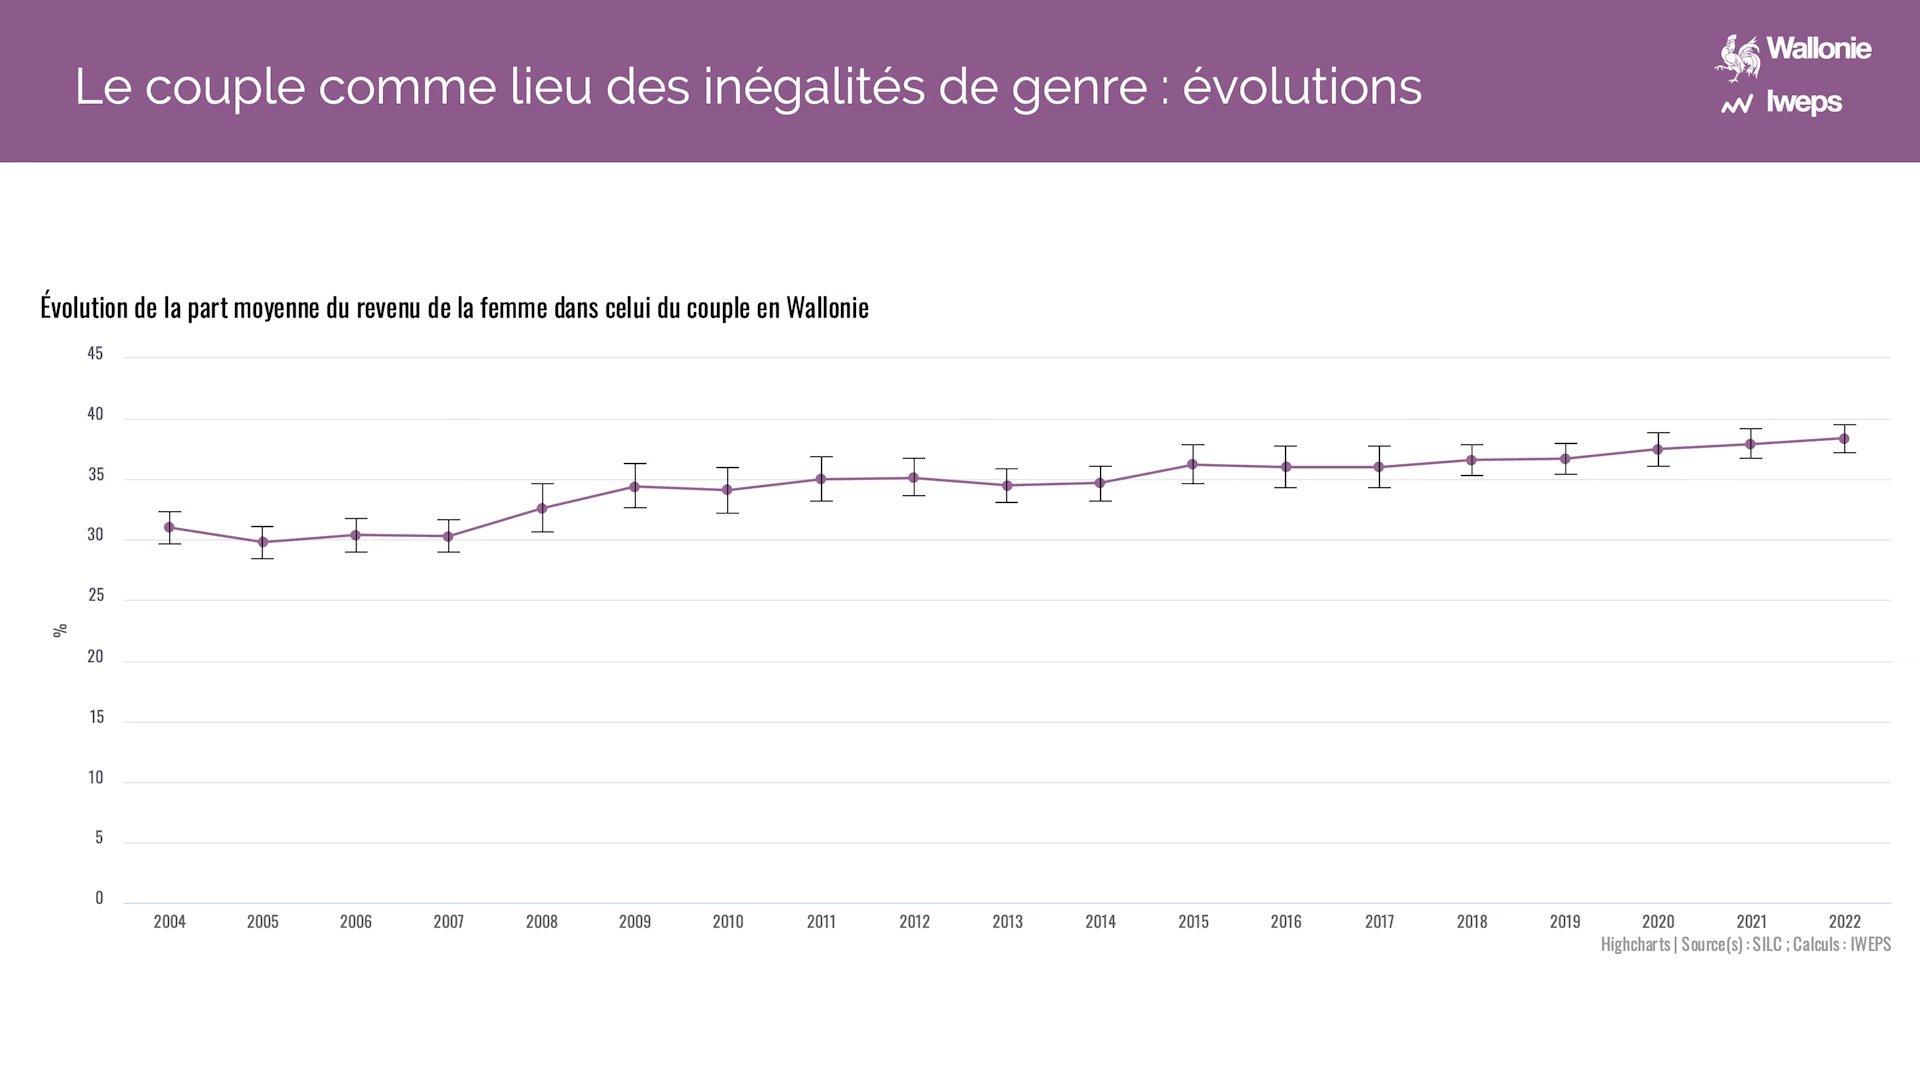 Le couple comme lieu des inégalités de genre : évolutions
Wallonie
Iweps
Évolution de la part moyenne du revenu de la femme dans celui du couple en Wallonie
45
40
35
30
25
%
20
15
10
5
0
2004 2005 2006 2007 2008 2009 2010 2011 2012 2013 2014 2015 2016 2017 2018 2019 2020 2021 2022
Highcharts | Source(s) : SILC ; Calculs : IWEPS